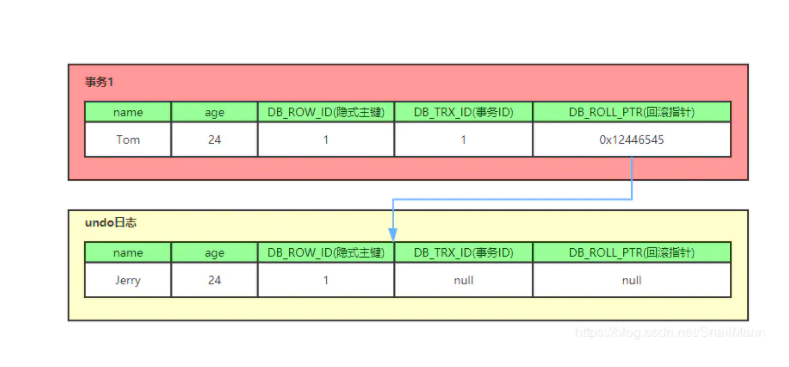 事务1
name age DB_ROW_ID(隐式主键) DB_TRX_ID(事务ID) DB_ROLL_PTR(回滚指针)
Tom 24 1 1 0x12446545
undo日志
name age DB_ROW_ID(隐式主键) DB_TRX_ID(事务ID) DB_ROLL_PTR(回滚指针)
Jerry 24 1 null null
https://blog.csdn.net/SnailMann